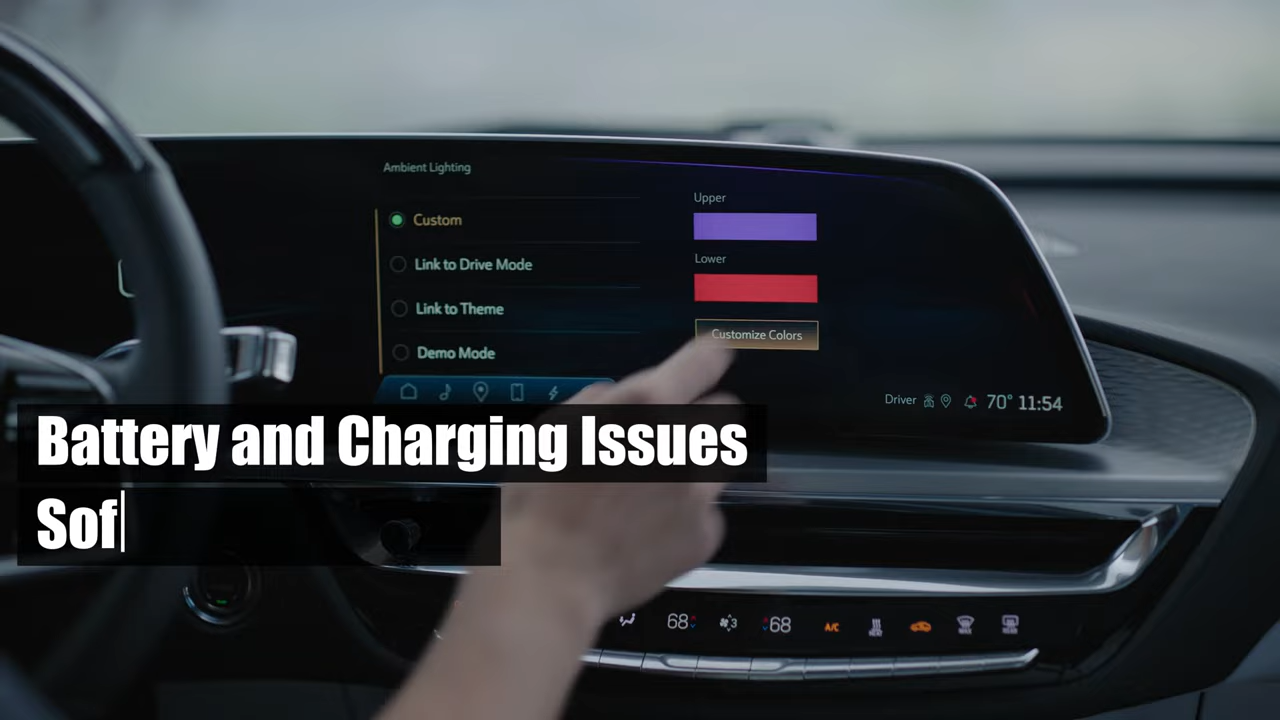 Ambient Lighting
Custom
Link to Drive Mode
Link to Theme
Demo Mode
Upper
Lower
Customize Colors
Driver 70° 11:54
Battery and Charging Issues
Sof
68 3 68 A/C